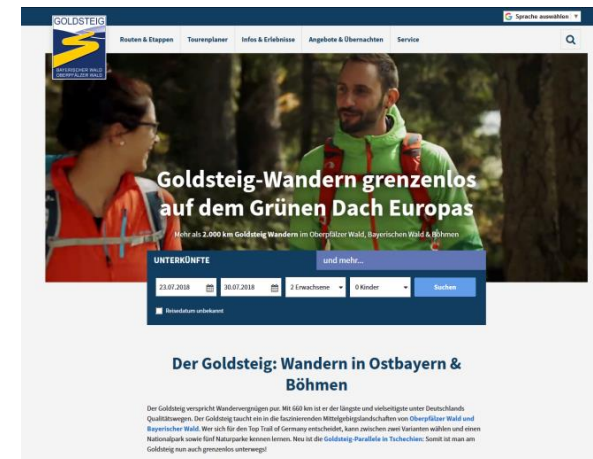 Sprache auswählen
GOLDSTEIG
BAYERISCHER WALD
OBERPFÄLZER WALD
Routen & Etappen Tourenplaner Infos & Erlebnisse Angebote & Übernachten Service
Goldsteig-Wandern grenzenlos
auf dem Grünen Dach Europas
Mehr als 2.000 km Goldsteig Wandern im Oberpfälzer Wald, Bayerischen Wald & Böhmen
UNTERKÜNFTE und mehr...
23.07.2018 30.07.2018 2 Erwachsene 0 Kinder Suchen
Reisedatum unbekannt
Der Goldsteig: Wandern in Ostbayern &
Böhmen
Der Goldsteig verspricht Wandervergnügen pur. Mit 660 km ist er der längste und vielseitigste unter Deutschlands
Qualitätswegen. Der Goldsteig taucht ein in die faszinierenden Mittelgebirgslandschaften von Oberpfälzer Wald und
Bayerischer Wald. Wer sich für den Top Trail of Germany entscheidet, kann zwischen zwei Varianten wählen und einen
Nationalpark sowie fünf Naturparke kennen lernen. Neu ist die Goldsteig-Parallele in Tschechien: Somit ist man am
Goldsteig nun auch grenzenlos unterwegs!